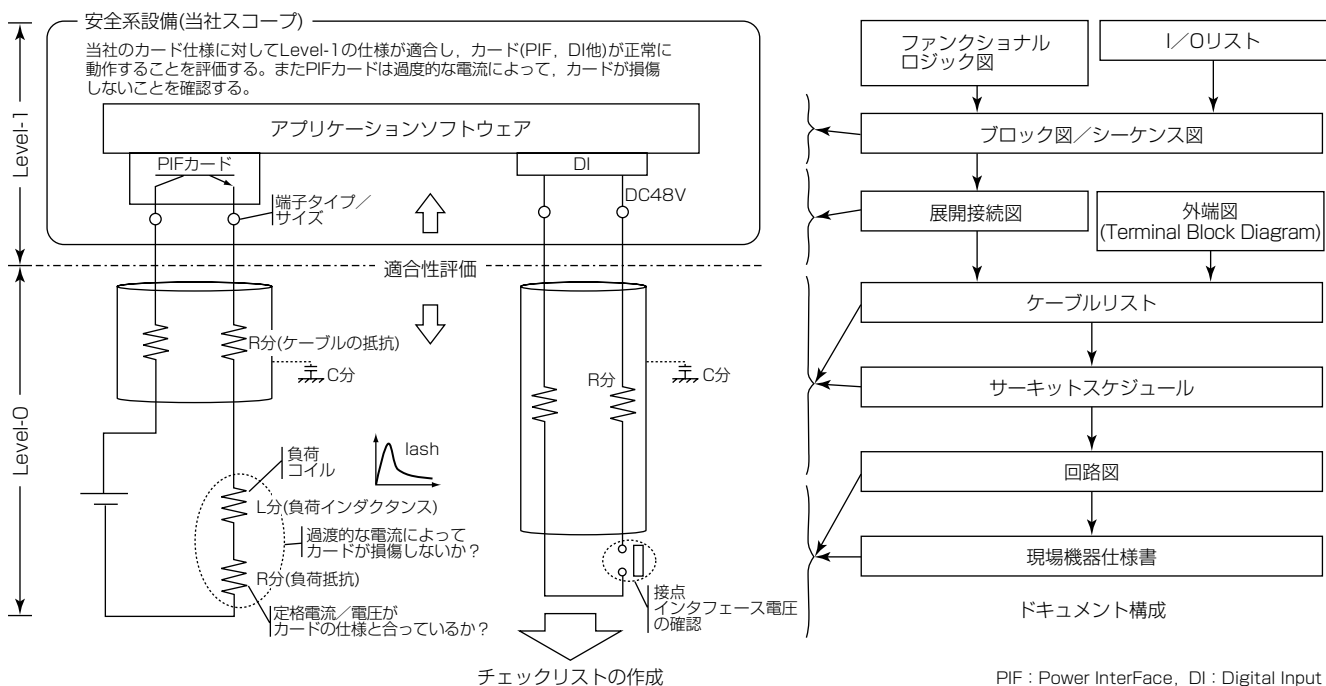 安全系設備(当社スコープ)
当社のカード仕様に対してLevel-1の仕様が適合し，カード(PIF，DI他)が正常に
動作することを評価する。またPIFカードは過度的な電流によって，カードが損傷
しないことを確認する。
アプリケーションソフトウェア
PIFカード
DI
DC48V
端子タイプ／
サイズ
Level-1
適合性評価
Level-0
R分(ケーブルの抵抗)
C分
R分
C分
負荷
コイル
Iash
L分(負荷インダクタンス)
過渡的な電流によって
カードが損傷しないか？
R分(負荷抵抗)
定格電流／電圧が
カードの仕様と合っているか？
接点
インタフェース電圧
の確認
チェックリストの作成
ファンクショナル
ロジック図
I／Oリスト
ブロック図／シーケンス図
展開接続図
外端図
(Terminal Block Diagram)
ケーブルリスト
サーキットスケジュール
回路図
現場機器仕様書
ドキュメント構成
PIF：Power InterFace，DI：Digital Input